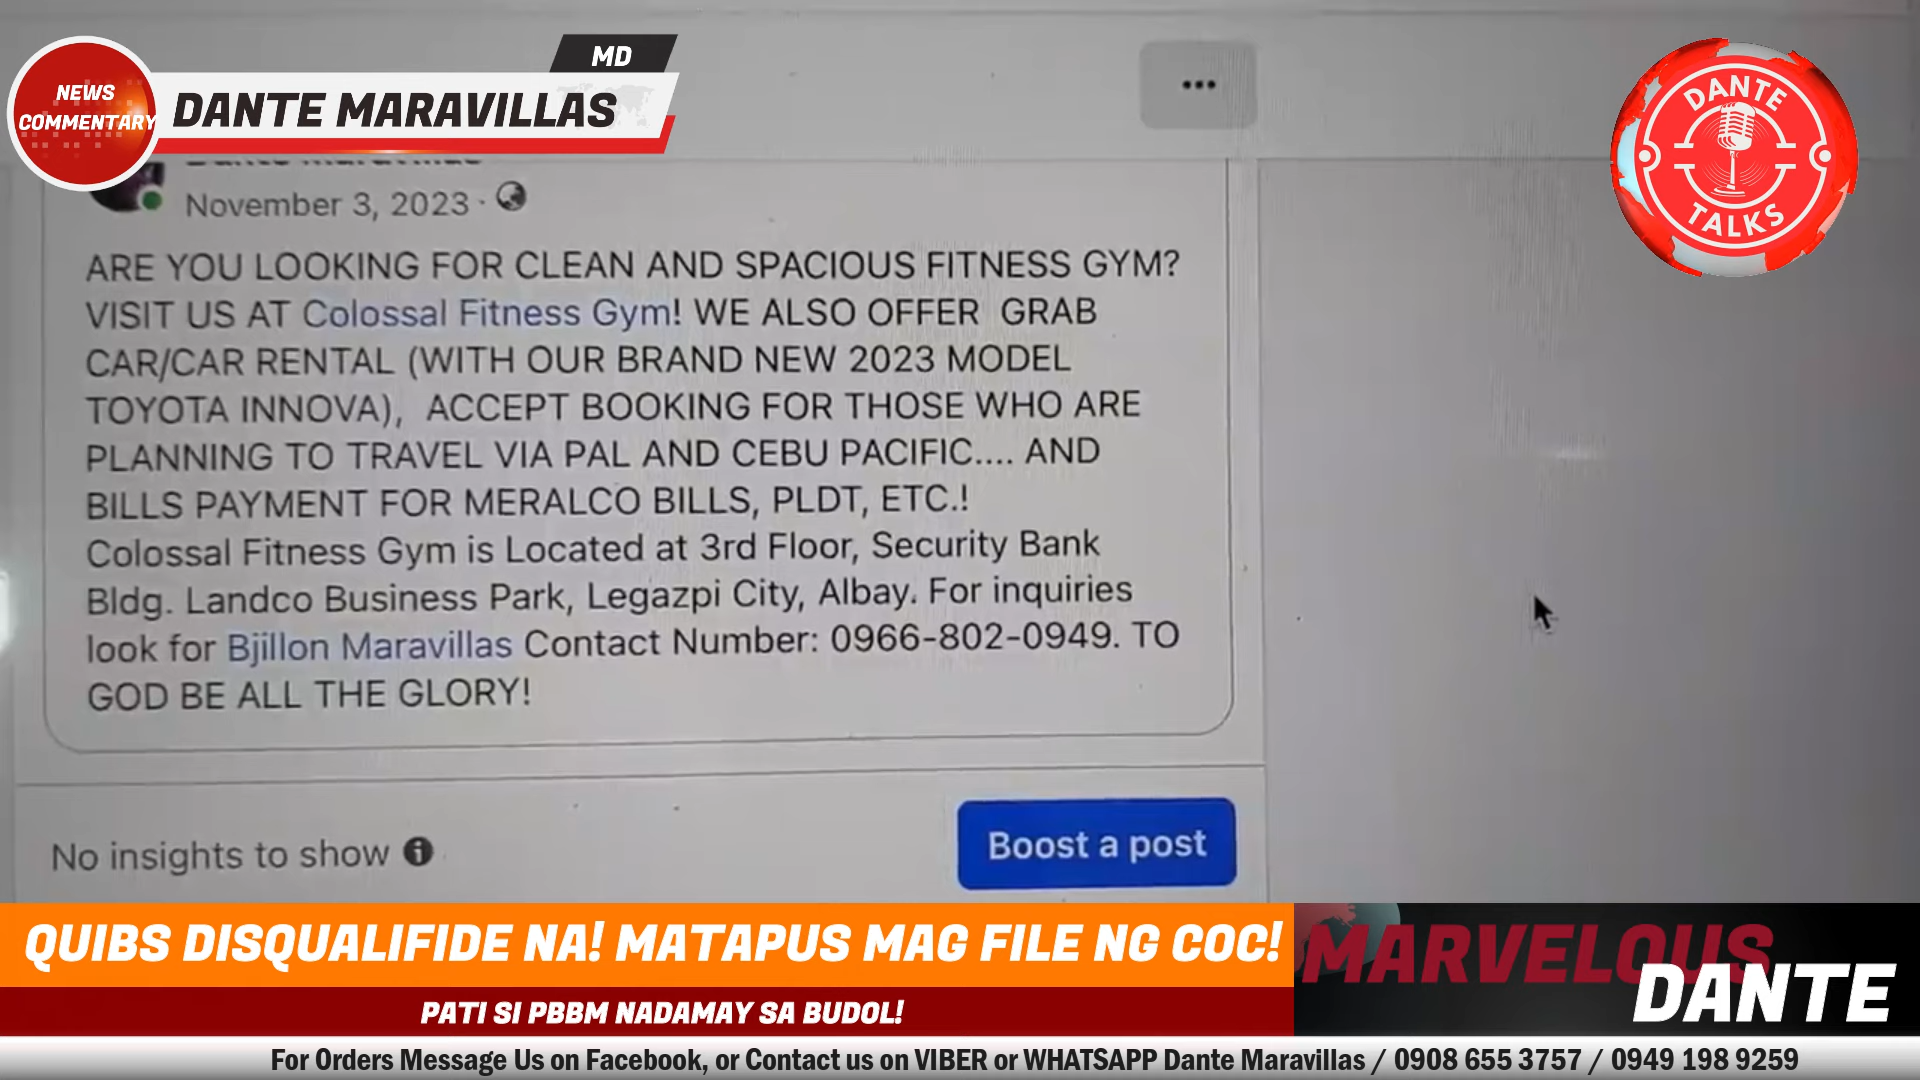 MD
NEWS
COMMENTARY
DANTE MARAVILLAS
DANTE
TALKS
November 3, 2023 ·
ARE YOU LOOKING FOR CLEAN AND SPACIOUS FITNESS GYM?
VISIT US AT Colossal Fitness Gym! WE ALSO OFFER GRAB
CAR/CAR RENTAL (WITH OUR BRAND NEW 2023 MODEL
TOYOTA INNOVA), ACCEPT BOOKING FOR THOSE WHO ARE
PLANNING TO TRAVEL VIA PAL AND CEBU PACIFIC.... AND
BILLS PAYMENT FOR MERALCO BILLS, PLDT, ETC.!
Colossal Fitness Gym is Located at 3rd Floor, Security Bank
Bldg. Landco Business Park, Legazpi City, Albay. For inquiries
look for Bjillon Maravillas Contact Number: 0966-802-0949. TO
GOD BE ALL THE GLORY!
No insights to show
Boost a post
QUIBS DISQUALIFIDE NA! MATAPUS MAG FILE NG COC!
PATI SI PBBM NADAMAY SA BUDOL!
MARVELOUS
DANTE
For Orders Message Us on Facebook, or Contact us on VIBER or WHATSAPP Dante Maravillas / 0908 655 3757 / 0949 198 9259